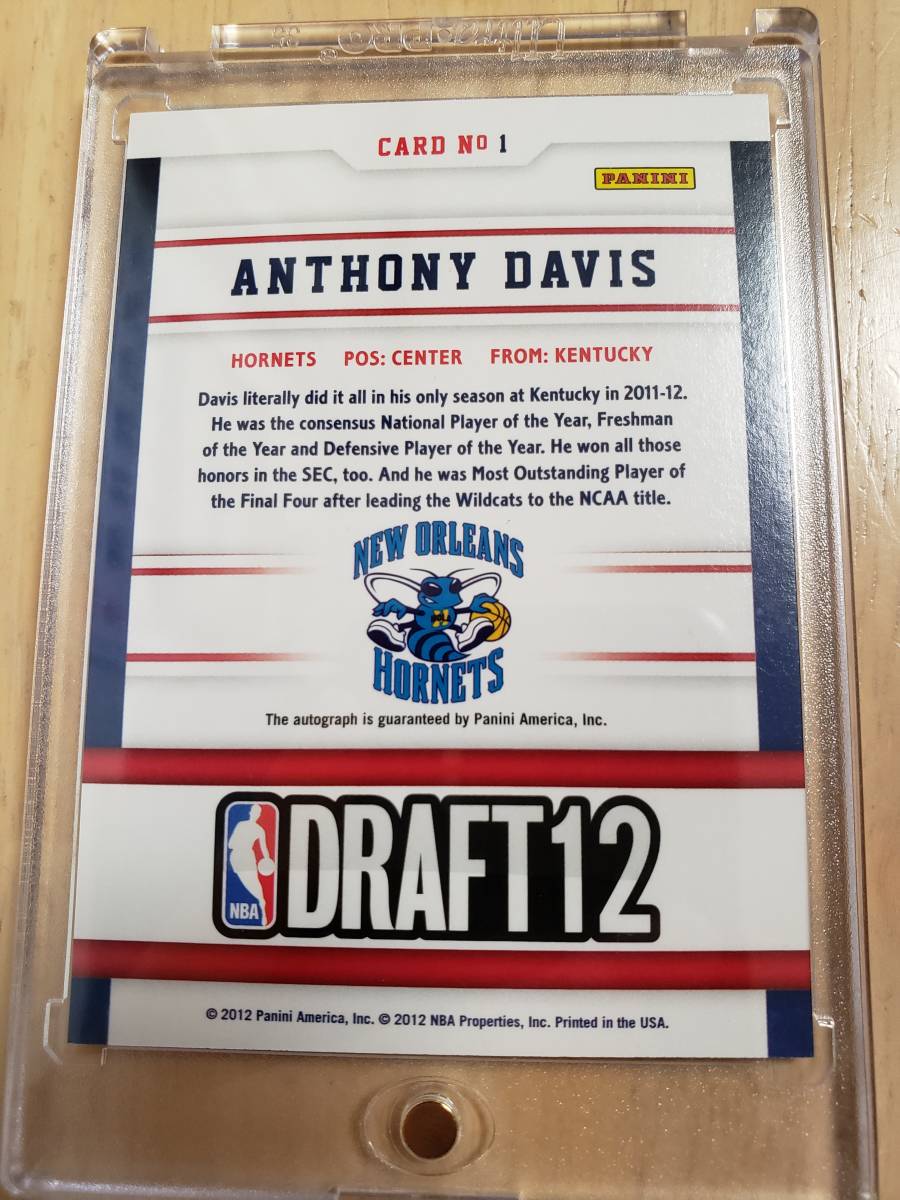 Ultra PRO®
CARD Nº 1
PANINI
ANTHONY DAVIS
HORNETS POS: CENTER FROM: KENTUCKY
Davis literally did it all in his only season at Kentucky in 2011-12.
He was the consensus National Player of the Year, Freshman
of the Year and Defensive Player of the Year. He won all those
honors in the SEC, too. And he was Most Outstanding Player of
the Final Four after leading the Wildcats to the NCAA title.
NEW ORLEANS
HORNETS
The autograph is guaranteed by Panini America, Inc.
NBA DRAFT12
© 2012 Panini America, Inc. © 2012 NBA Properties, Inc. Printed in the USA.